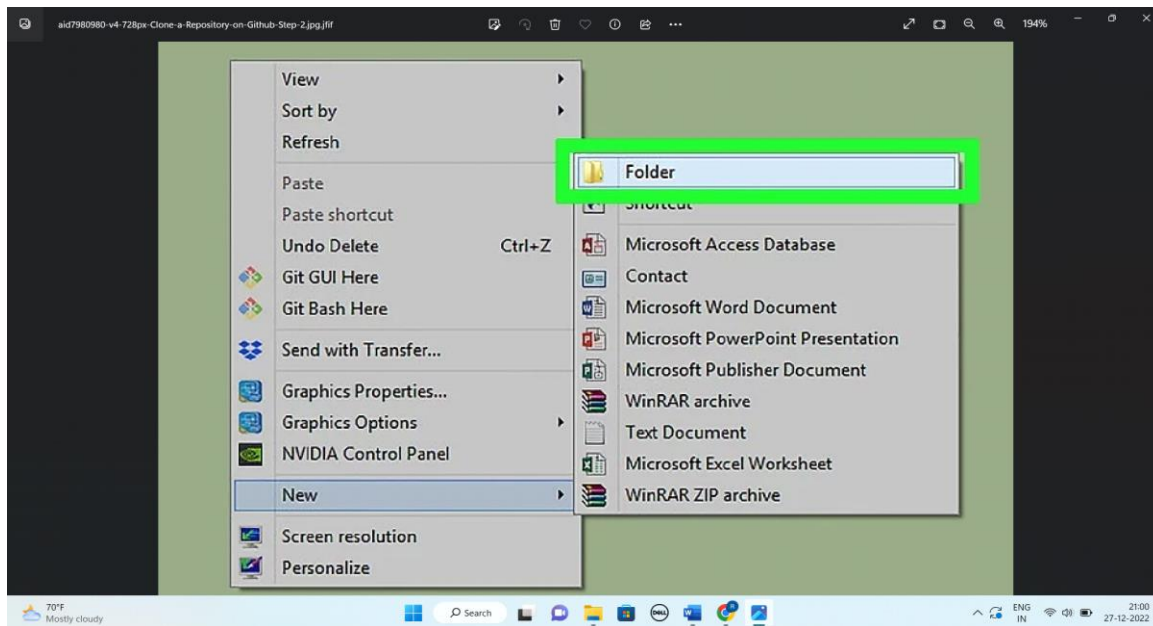 aid7980980-v4-728px-Clone-a-Repository-on-Github-Step-2.jpg.jfif
194%
View
Sort by
Refresh
Paste
Paste shortcut
Undo Delete Ctrl+Z
Git GUI Here
Git Bash Here
Send with Transfer...
Graphics Properties...
Graphics Options
NVIDIA Control Panel
New
Screen resolution
Personalize
Folder
Shortcut
Microsoft Access Database
Contact
Microsoft Word Document
Microsoft PowerPoint Presentation
Microsoft Publisher Document
WinRAR archive
Text Document
Microsoft Excel Worksheet
WinRAR ZIP archive
70°F
Mostly cloudy
Search
DELL
ENG
IN
21:00
27-12-2022